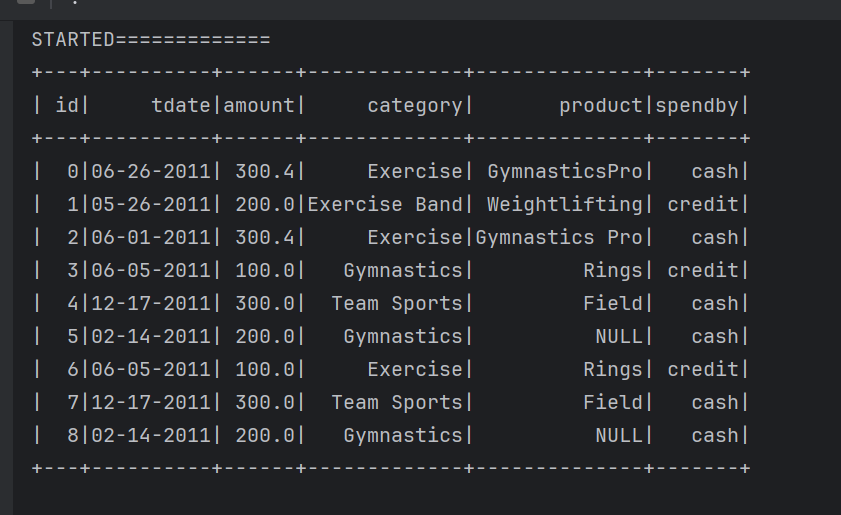 STARTED=============
+---+----------+------+-------------+--------------+-------+
| id|     tdate|amount|     category|       product|spendby|
+---+----------+------+-------------+--------------+-------+
|  0|06-26-2011| 300.4|     Exercise| GymnasticsPro|   cash|
|  1|05-26-2011| 200.0|Exercise Band| Weightlifting| credit|
|  2|06-01-2011| 300.4|     Exercise|Gymnastics Pro|   cash|
|  3|06-05-2011| 100.0|   Gymnastics|         Rings| credit|
|  4|12-17-2011| 300.0|  Team Sports|         Field|   cash|
|  5|02-14-2011| 200.0|   Gymnastics|          NULL|   cash|
|  6|06-05-2011| 100.0|     Exercise|         Rings| credit|
|  7|12-17-2011| 300.0|  Team Sports|         Field|   cash|
|  8|02-14-2011| 200.0|   Gymnastics|          NULL|   cash|
+---+----------+------+-------------+--------------+-------+